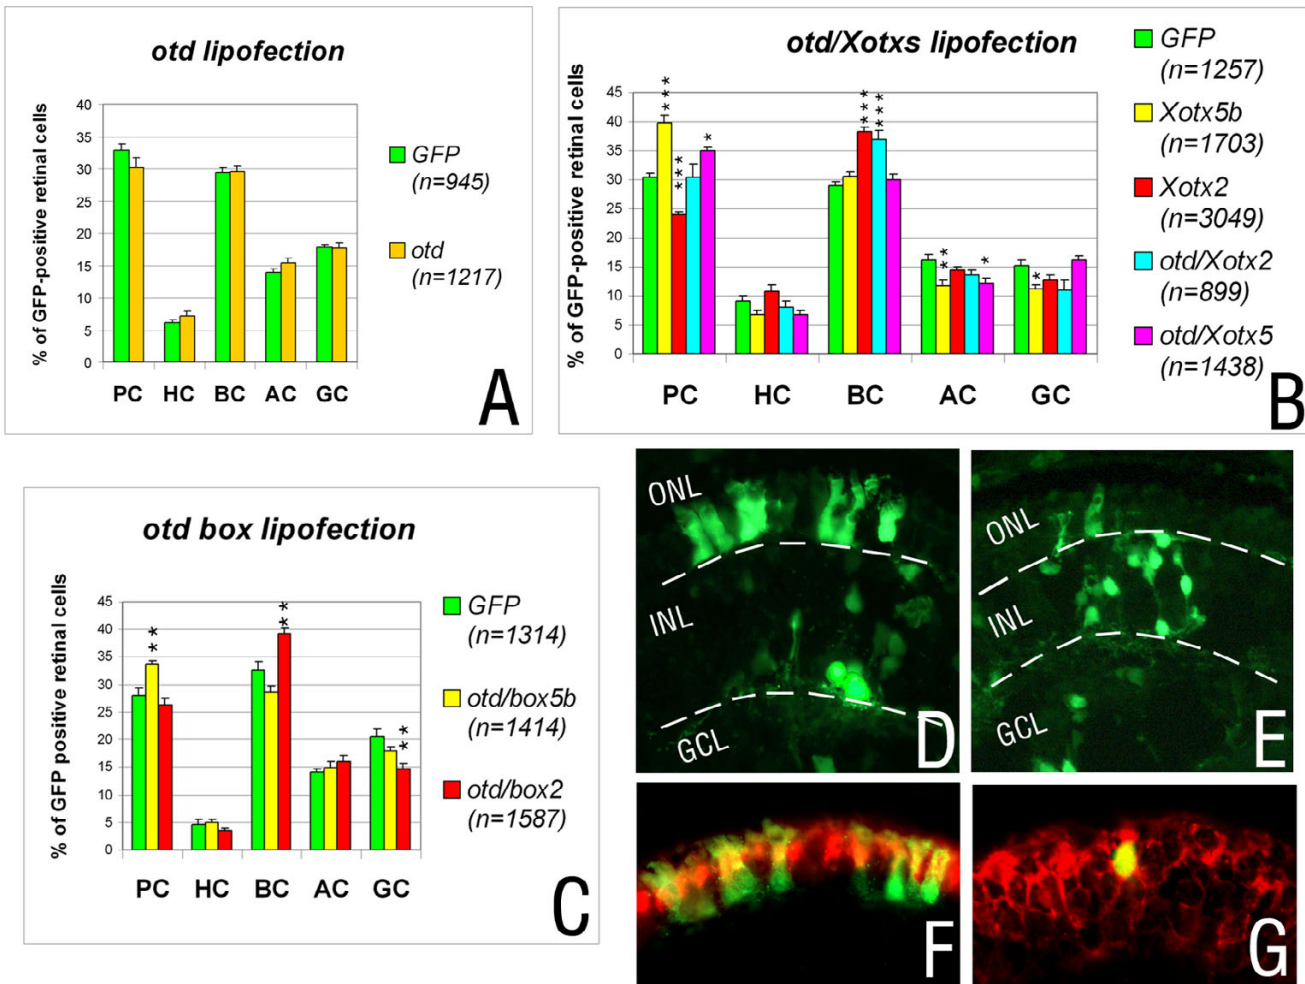 otd lipofection
% of GFP-positive retinal cells
40
35
30
25
20
15
10
5
0
PC HC BC AC GC
GFP
(n=945)
otd
(n=1217)
A
otd/Xotxs lipofection
% of GFP-positive retinal cells
45
40
35
30
25
20
15
10
5
0
***
***
*
***
***
**
*
*
PC HC BC AC GC
GFP
(n=1257)
Xotx5b
(n=1703)
Xotx2
(n=3049)
otd/Xotx2
(n=899)
otd/Xotx5
(n=1438)
B
otd box lipofection
% of GFP positive retinal cells
45
40
35
30
25
20
15
10
5
0
**
**
**
PC HC BC AC GC
GFP
(n=1314)
otd/box5b
(n=1414)
otd/box2
(n=1587)
C
ONL
INL
GCL
D
ONL
INL
GCL
E
F
G